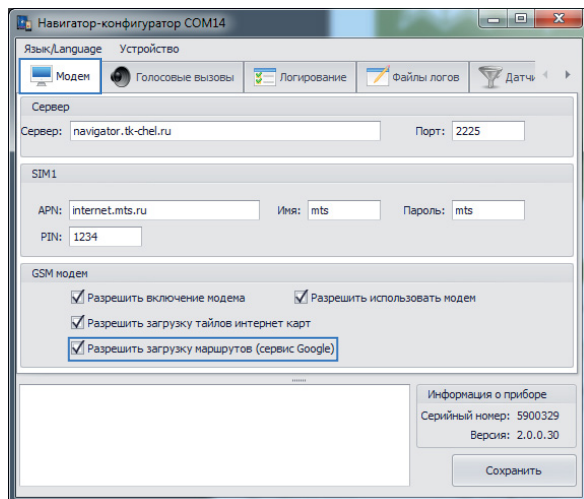 Навигатор-конфигуратор COM14
Язык/Language Устройство
Модем Голосовые вызовы Логирование Файлы логов Датчи
Сервер
Сервер: navigator.tk-chel.ru Порт: 2225
SIM1
APN: internet.mts.ru Имя: mts Пароль: mts
PIN: 1234
GSM модем
Разрешить включение модема Разрешить использовать модем
Разрешить загрузку тайлов интернет карт
Разрешить загрузку маршрутов (сервис Google)
Информация о приборе
Серийный номер: 5900329
Версия: 2.0.0.30
Сохранить